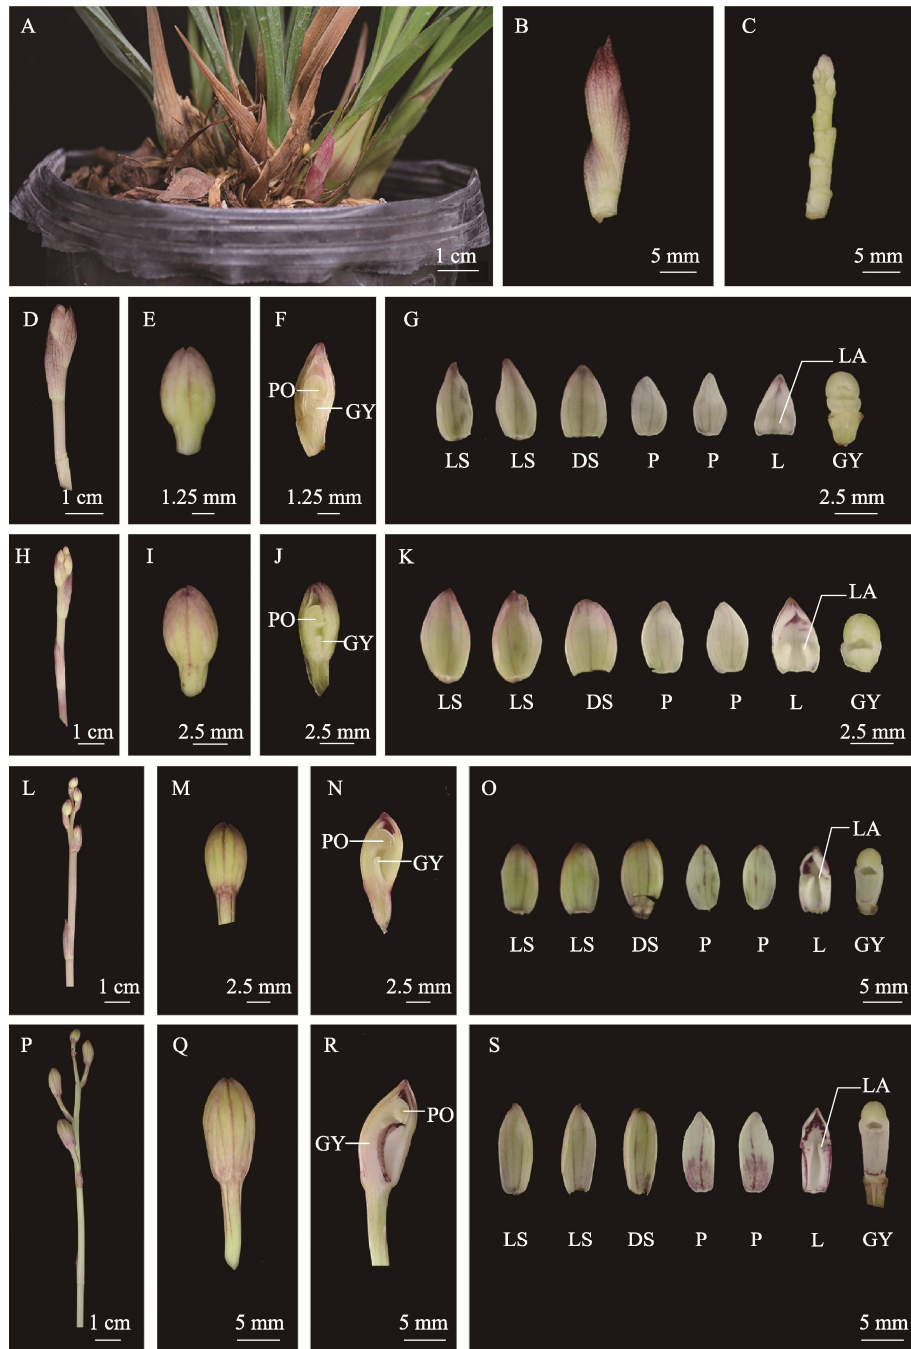 A
1 cm
B
5 mm
C
5 mm
D
1 cm
E
1.25 mm
F
PO
GY
1.25 mm
G
LA
LS LS DS P P L GY
2.5 mm
H
1 cm
I
2.5 mm
J
PO
GY
2.5 mm
K
LA
LS LS DS P P L GY
2.5 mm
L
1 cm
M
2.5 mm
N
PO
GY
2.5 mm
O
LA
LS LS DS P P L GY
5 mm
P
1 cm
Q
5 mm
R
PO
GY
5 mm
S
LA
LS LS DS P P L GY
5 mm